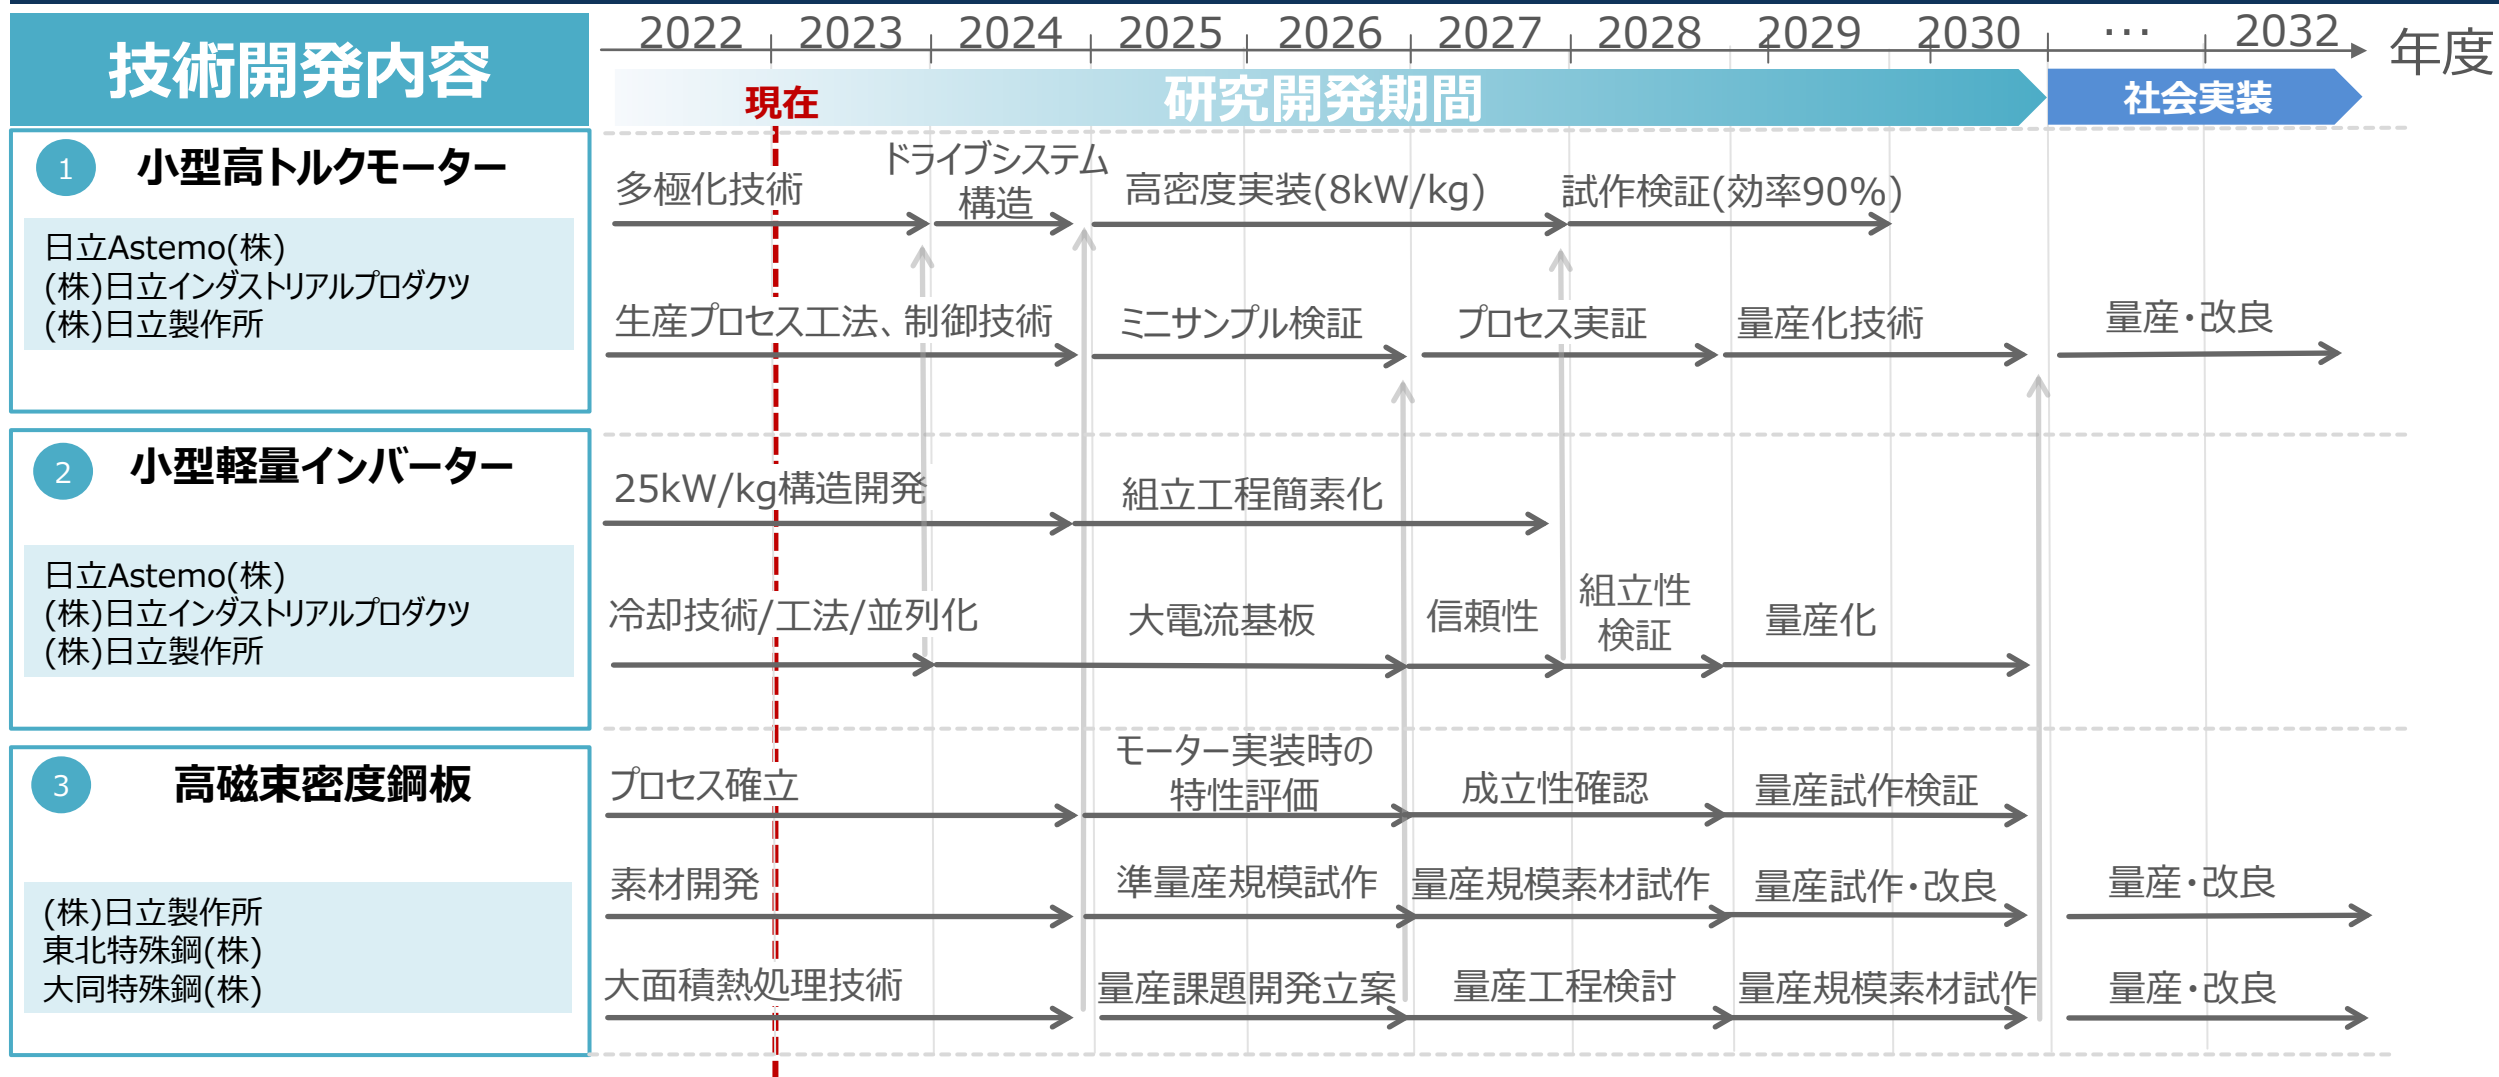 技術開発内容
2022 2023 2024 2025 2026 2027 2028 2029 2030 … 2032 年度
現在
研究開発期間
社会実装
1 小型高トルクモーター
日立Astemo(株)
(株)日立インダストリアルプロダクツ
(株)日立製作所
多極化技術
ドライブシステム
構造
高密度実装(8kW/kg)
試作検証(効率90%)
生産プロセス工法、制御技術
ミニサンプル検証
プロセス実証
量産化技術
量産・改良
2 小型軽量インバーター
日立Astemo(株)
(株)日立インダストリアルプロダクツ
(株)日立製作所
25kW/kg構造開発
組立工程簡素化
冷却技術/工法/並列化
大電流基板
信頼性
組立性
検証
量産化
3 高磁束密度鋼板
(株)日立製作所
東北特殊鋼(株)
大同特殊鋼(株)
プロセス確立
モーター実装時の
特性評価
成立性確認
量産試作検証
素材開発
準量産規模試作
量産規模素材試作
量産試作・改良
量産・改良
大面積熱処理技術
量産課題開発立案
量産工程検討
量産規模素材試作
量産・改良